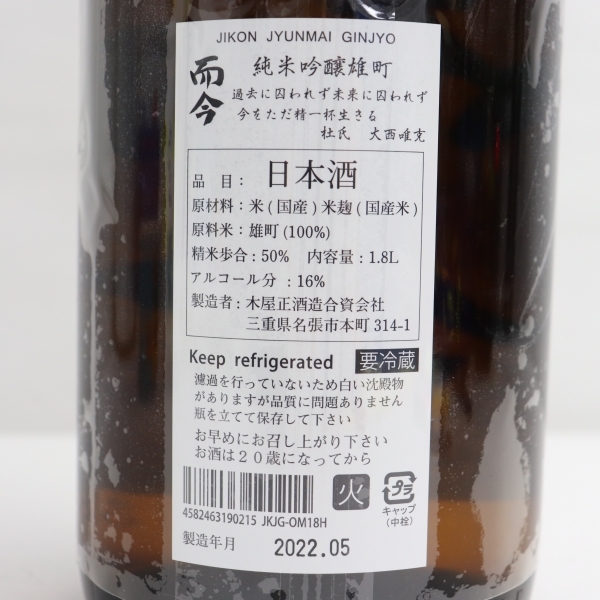 JIKON JYUNMAI GINJYO
而今
純米吟醸雄町
過去に囚われず未来に囚われず
今をただ精一杯生きる
杜氏 大西唯克
品 目： 日本酒
原材料：米(国産)米麹(国産米)
原料米：雄町(100%)
精米歩合：50% 内容量：1.8L
アルコール分：16%
製造者：木屋正酒造合資会社
三重県名張市本町 314-1
Keep refrigerated 要冷蔵
濾過を行っていないため白い沈殿物
がありますが品質に問題ありません
瓶を立てて保存して下さい
お早めにお召し上がり下さい
お酒は20歳になってから
4582463190215 JKJG-OM18H
火
プラ
キャップ
(中栓)
製造年月 2022.05